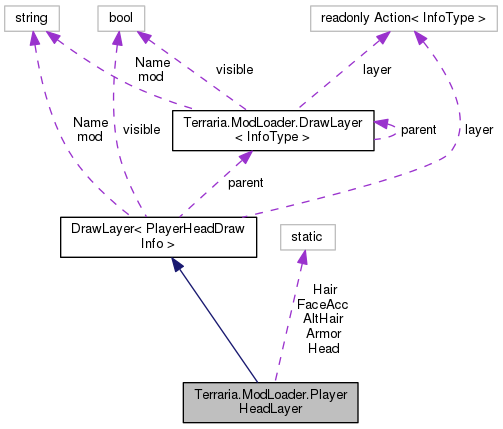 string
bool
readonly Action< InfoType >
Name
mod
visible
layer
Terraria.ModLoader.DrawLayer
< InfoType >
parent
Name
mod
visible
layer
parent
DrawLayer< PlayerHeadDraw
Info >
static
Hair
FaceAcc
AltHair
Armor
Head
Terraria.ModLoader.Player
HeadLayer